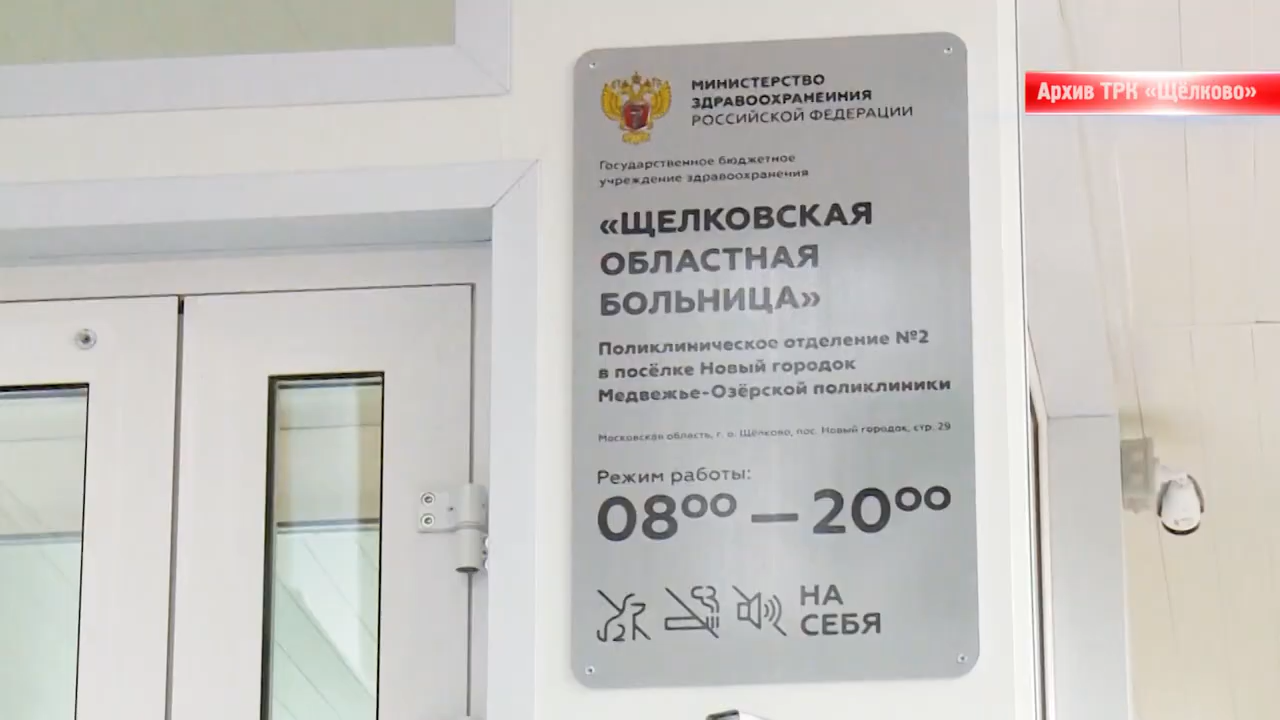 МИНИСТЕРСТВО
ЗДРАВООХРАНЕИНИЯ
РОССИЙСКОЙ ФЕДЕРАЦИИ
Государственное бюджетное
учреждение здравоохранения
«ЩЕЛКОВСКАЯ
ОБЛАСТНАЯ
БОЛЬНИЦА»
Поликлиническое отделение №2
в посёлке Новый городок
Медвежье-Озёрской поликлиники
Московская область, г. о. Щёлково, пос. Новый городок, стр. 29
Режим работы:
08⁰⁰ — 20⁰⁰
НА
СЕБЯ
Архив ТРК «Щёлково»